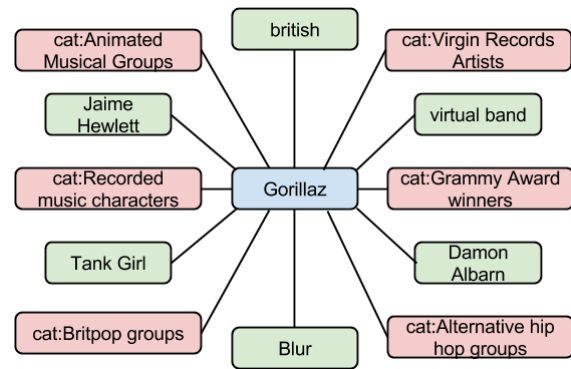 british
cat:Animated
Musical Groups
cat:Virgin Records
Artists
Jaime
Hewlett
virtual band
cat:Recorded
music characters
Gorillaz
cat:Grammy Award
winners
Tank Girl
Damon
Albarn
cat:Britpop groups
Blur
cat:Alternative hip
hop groups